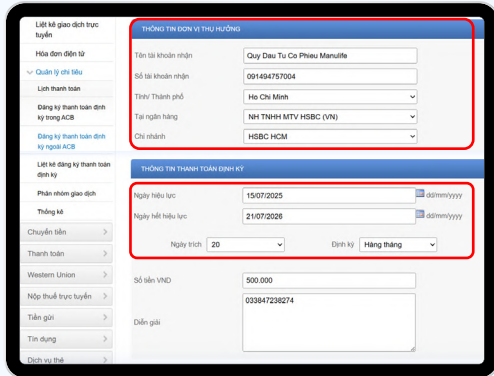 Liệt kê giao dịch trực
tuyến
Hóa đơn điện tử
Quản lý chi tiêu
Lịch thanh toán
Đăng ký thanh toán định
kỳ trong ACB
Đăng ký thanh toán định
kỳ ngoài ACB
Liệt kê đăng ký thanh toán
định kỳ
Phân nhóm giao dịch
Thống kê
Chuyển tiền
Thanh toán
Western Union
Nộp thuế trực tuyến
Tiền gửi
Tín dụng
Dịch vụ thẻ
THÔNG TIN ĐƠN VỊ THỤ HƯỞNG
Tên tài khoản nhận Quy Dau Tu Co Phieu Manulife
Số tài khoản nhận 091494757004
Tỉnh/ Thành phố Ho Chi Minh
Tại ngân hàng NH TNHH MTV HSBC (VN)
Chi nhánh HSBC HCM
THÔNG TIN THANH TOÁN ĐỊNH KỲ
Ngày hiệu lực 15/07/2025 dd/mm/yyyy
Ngày hết hiệu lực 21/07/2026 dd/mm/yyyy
Ngày trích 20 Định kỳ Hàng tháng
Số tiền VND 500.000
033847238274
Diễn giải